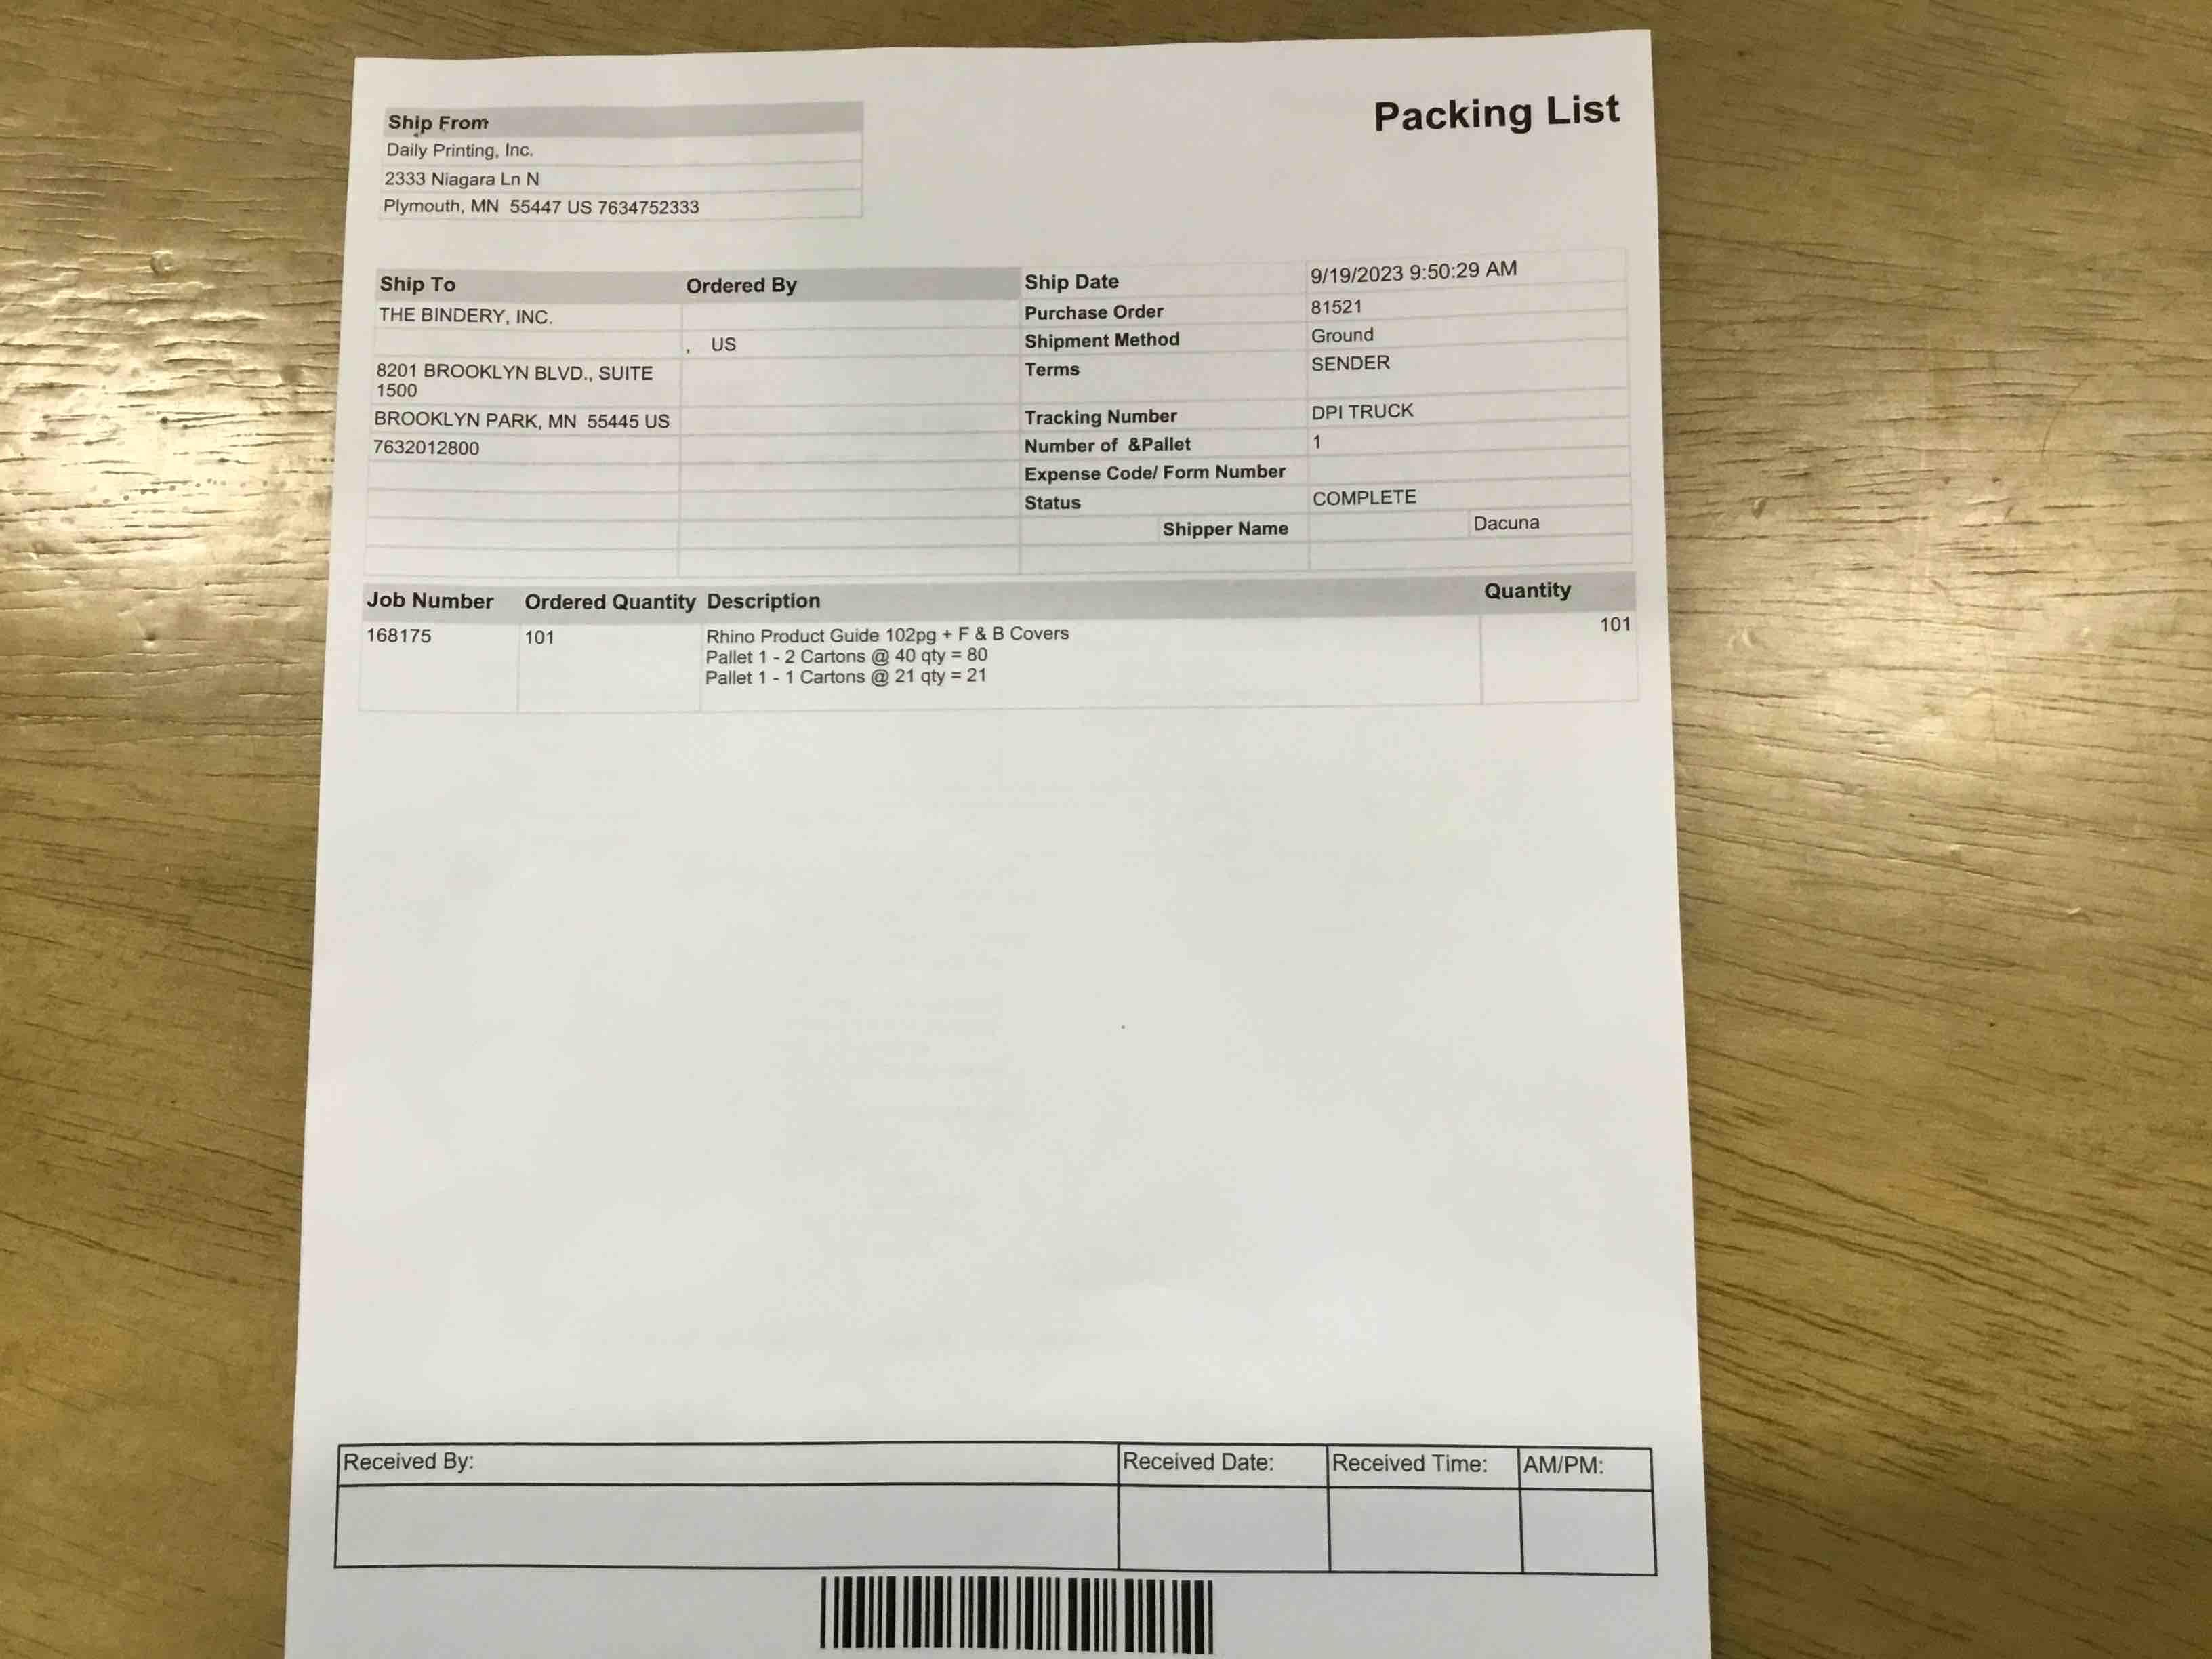 Packing List
Ship From
Daily Printing, Inc.
2333 Niagara Ln N
Plymouth, MN 55447 US 7634752333
Ship To Ordered By
THE BINDERY, INC.
, US
8201 BROOKLYN BLVD., SUITE
1500
BROOKLYN PARK, MN 55445 US
7632012800
Ship Date 9/19/2023 9:50:29 AM
Purchase Order 81521
Shipment Method Ground
Terms SENDER
Tracking Number DPI TRUCK
Number of &Pallet 1
Expense Code/ Form Number
Status COMPLETE
Shipper Name Dacuna
Job Number Ordered Quantity Description Quantity
168175 101 Rhino Product Guide 102pg + F & B Covers 101
Pallet 1 - 2 Cartons @ 40 qty = 80
Pallet 1 - 1 Cartons @ 21 qty = 21
Received By: Received Date: Received Time: AM/PM: